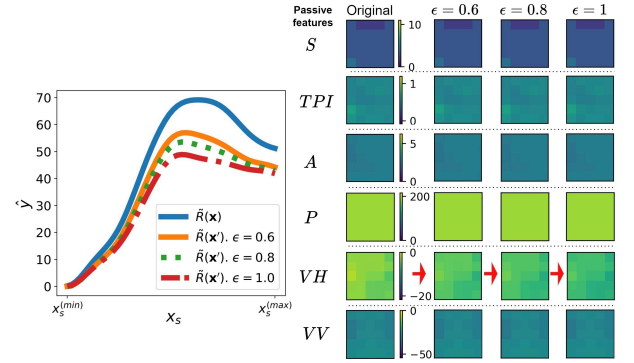 Passive features Original ϵ = 0.6 ϵ = 0.8 ϵ = 1
S 10 0
TPI 1 0
A 5 0
P 200 0
VH 0 −20
VV 0 −50
70
60
50
40
30
20
10
0
ŷ
R̃(x)
R̃(x′). ϵ = 0.6
R̃(x′). ϵ = 0.8
R̃(x′). ϵ = 1.0
x_s^(min) x_s x_s^(max)